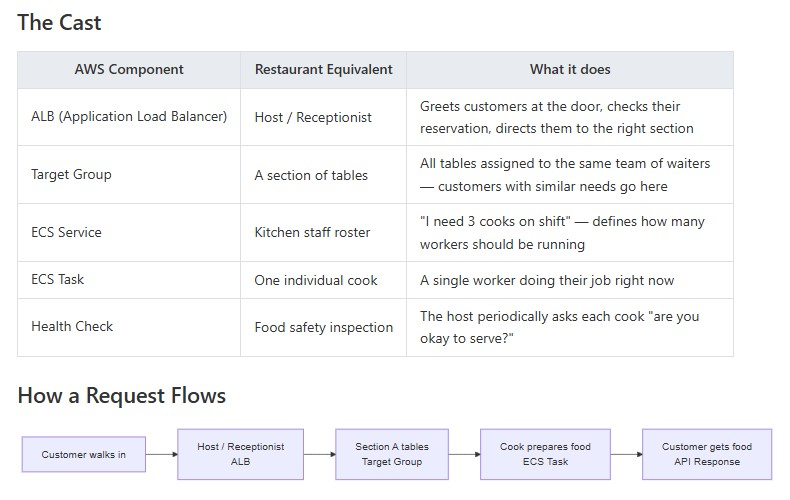 The Cast
AWS Component
Restaurant Equivalent
What it does
ALB (Application Load Balancer)
Host / Receptionist
Greets customers at the door, checks their
reservation, directs them to the right section
Target Group
A section of tables
All tables assigned to the same team of waiters
— customers with similar needs go here
ECS Service
Kitchen staff roster
"I need 3 cooks on shift" — defines how many
workers should be running
ECS Task
One individual cook
A single worker doing their job right now
Health Check
Food safety inspection
The host periodically asks each cook "are you
okay to serve?"
How a Request Flows
Customer walks in
Host / Receptionist
ALB
Section A tables
Target Group
Cook prepares food
ECS Task
Customer gets food
API Response